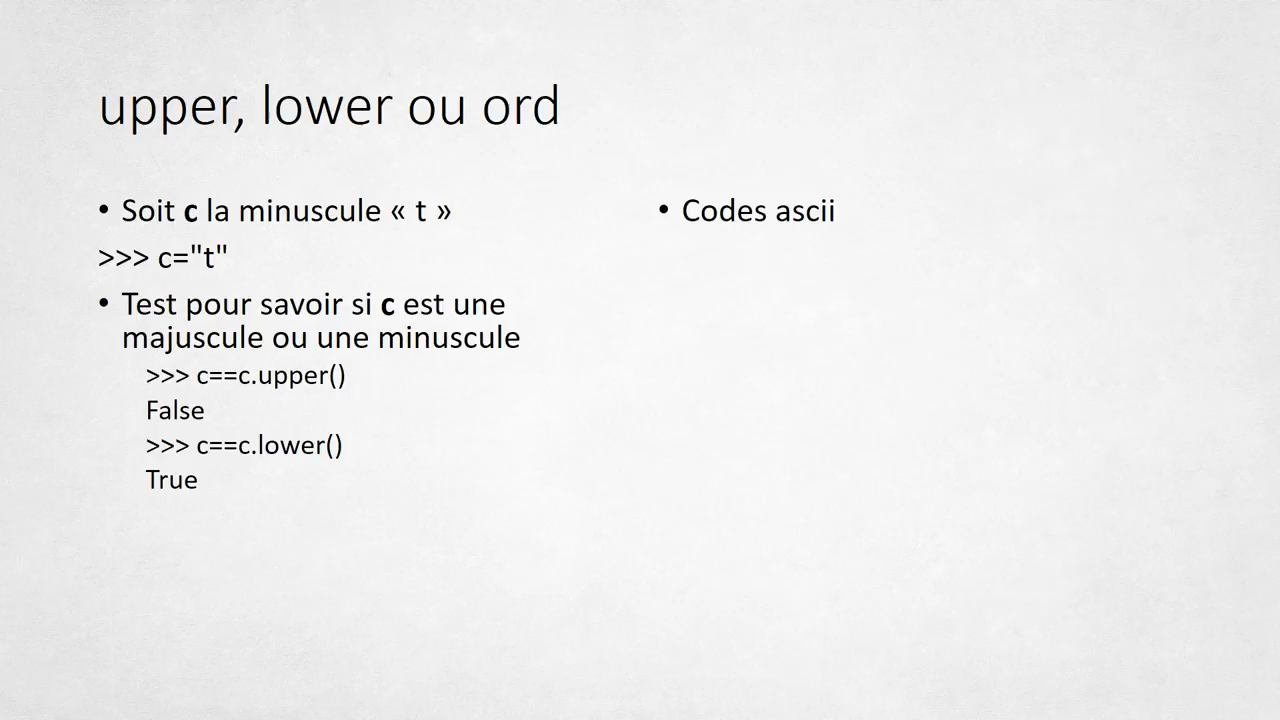 upper, lower ou ord
• Soit c la minuscule « t »
>>> c="t"
• Test pour savoir si c est une
majuscule ou une minuscule
>>> c==c.upper()
False
>>> c==c.lower()
True
• Codes ascii